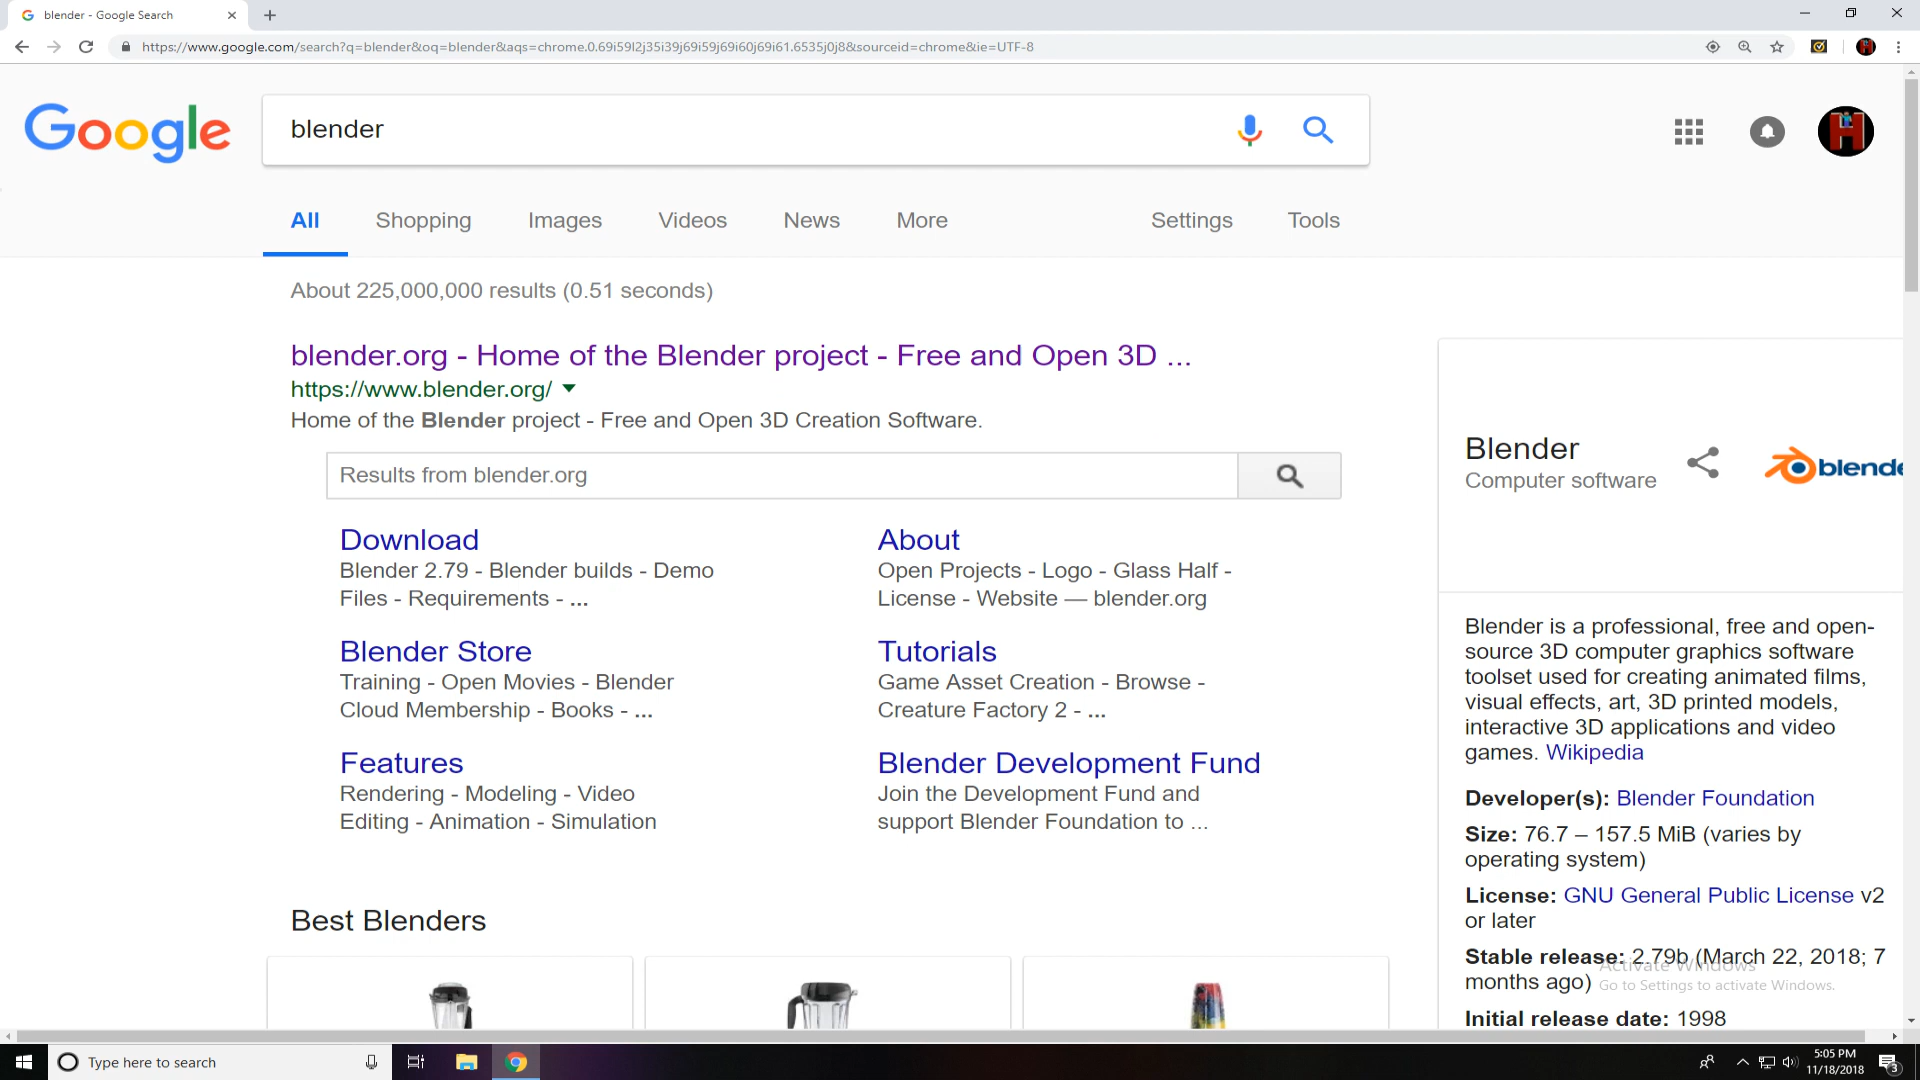 blender - Google Search
https://www.google.com/search?q=blender&oq=blender&aqs=chrome.0.69i59l2j35i39j69i59j69i60j69i61.6535j0j8&sourceid=chrome&ie=UTF-8
Google
blender
All Shopping Images Videos News More Settings Tools
About 225,000,000 results (0.51 seconds)
blender.org - Home of the Blender project - Free and Open 3D ...
https://www.blender.org/
Home of the Blender project - Free and Open 3D Creation Software.
Results from blender.org
Download
Blender 2.79 - Blender builds - Demo
Files - Requirements - ...
About
Open Projects - Logo - Glass Half -
License - Website — blender.org
Blender Store
Training - Open Movies - Blender
Cloud Membership - Books - ...
Tutorials
Game Asset Creation - Browse -
Creature Factory 2 - ...
Features
Rendering - Modeling - Video
Editing - Animation - Simulation
Blender Development Fund
Join the Development Fund and
support Blender Foundation to ...
Best Blenders
Blender
Computer software
blende
Blender is a professional, free and open-
source 3D computer graphics software
toolset used for creating animated films,
visual effects, art, 3D printed models,
interactive 3D applications and video
games. Wikipedia
Developer(s): Blender Foundation
Size: 76.7 – 157.5 MiB (varies by
operating system)
License: GNU General Public License v2
or later
Stable release: 2.79b (March 22, 2018; 7
months ago)
Activate Windows
Go to Settings to activate Windows.
Initial release date: 1998
Type here to search
5:05 PM
11/18/2018
3